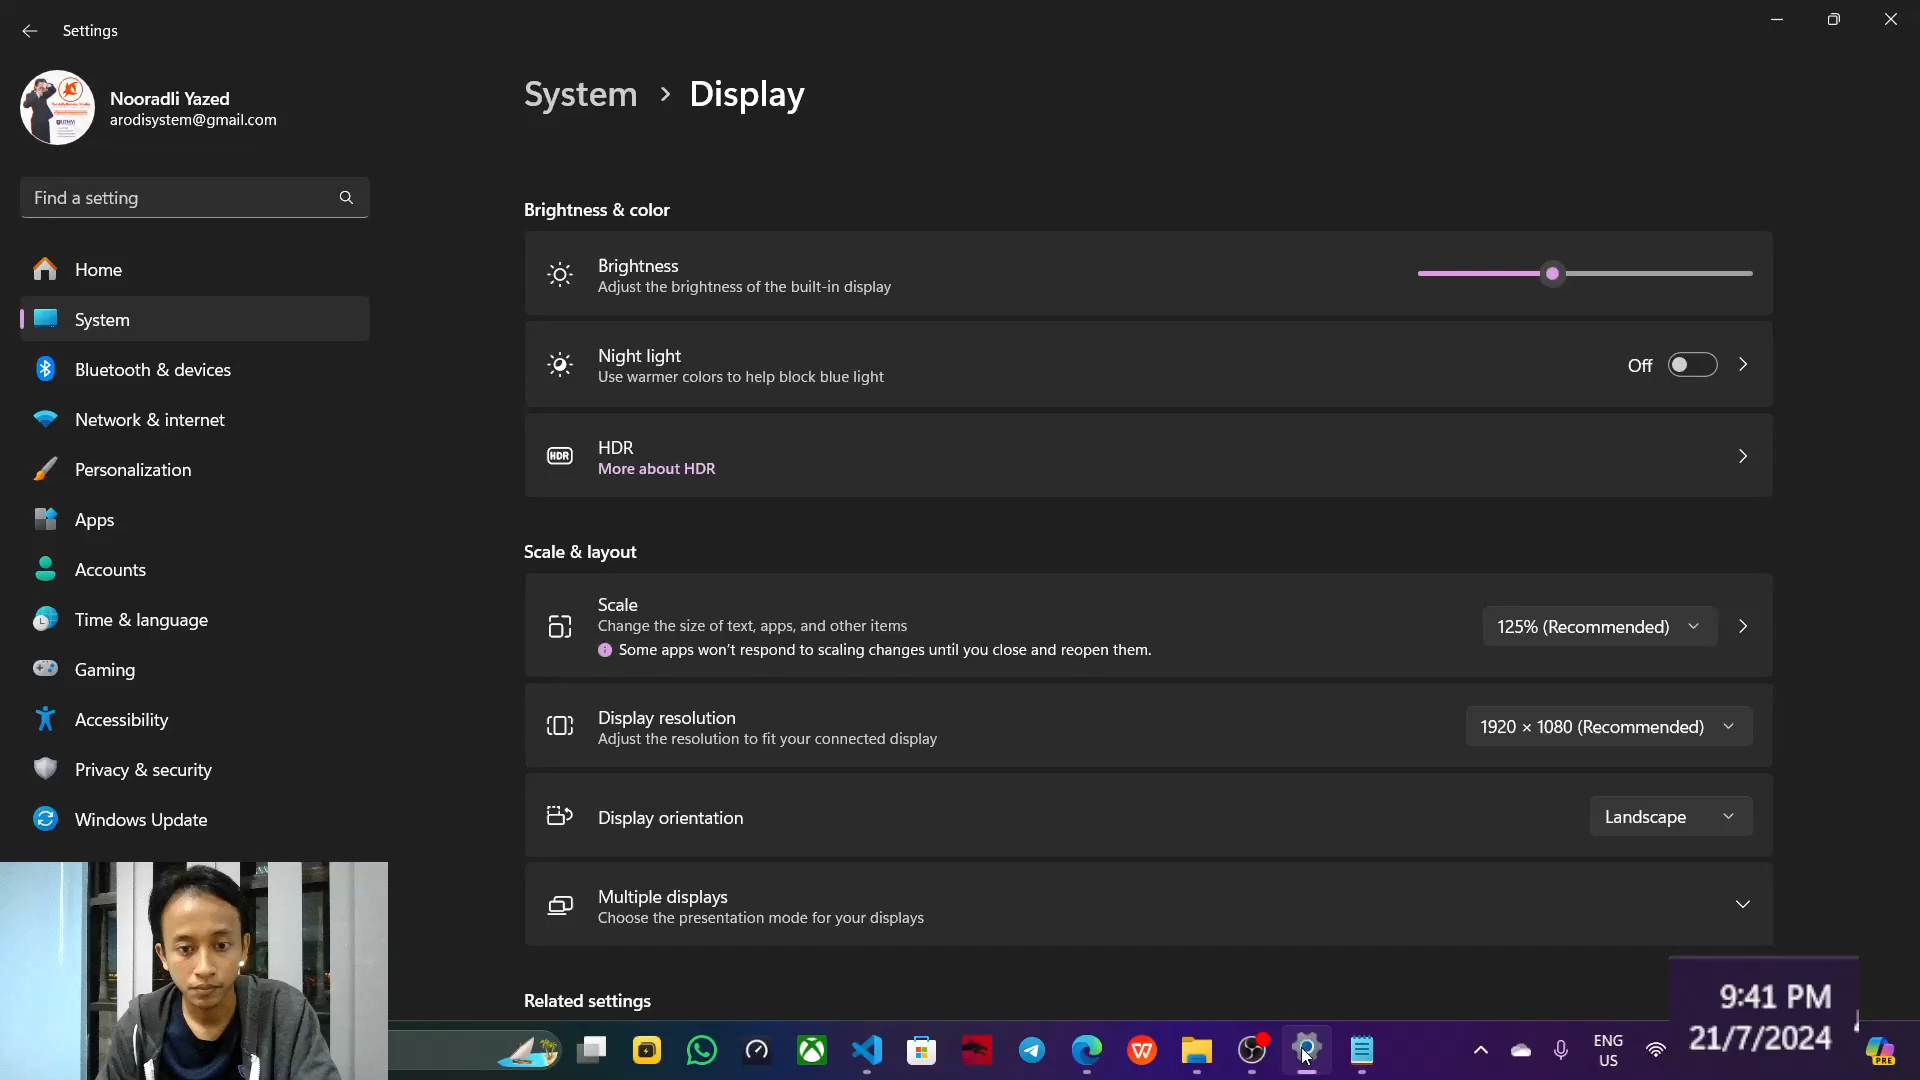 Settings
Nooradli Yazed
arodisystem@gmail.com
Find a setting
Home
System
Bluetooth & devices
Network & internet
Personalization
Apps
Accounts
Time & language
Gaming
Accessibility
Privacy & security
Windows Update
System > Display
Brightness & color
Brightness
Adjust the brightness of the built-in display
Night light
Use warmer colors to help block blue light
Off
HDR
HDR
More about HDR
Scale & layout
Scale
Change the size of text, apps, and other items
Some apps won't respond to scaling changes until you close and reopen them.
125% (Recommended)
Display resolution
Adjust the resolution to fit your connected display
1920 × 1080 (Recommended)
Display orientation
Landscape
Multiple displays
Choose the presentation mode for your displays
Related settings
ENG
US
9:41 PM
21/7/2024
PRE